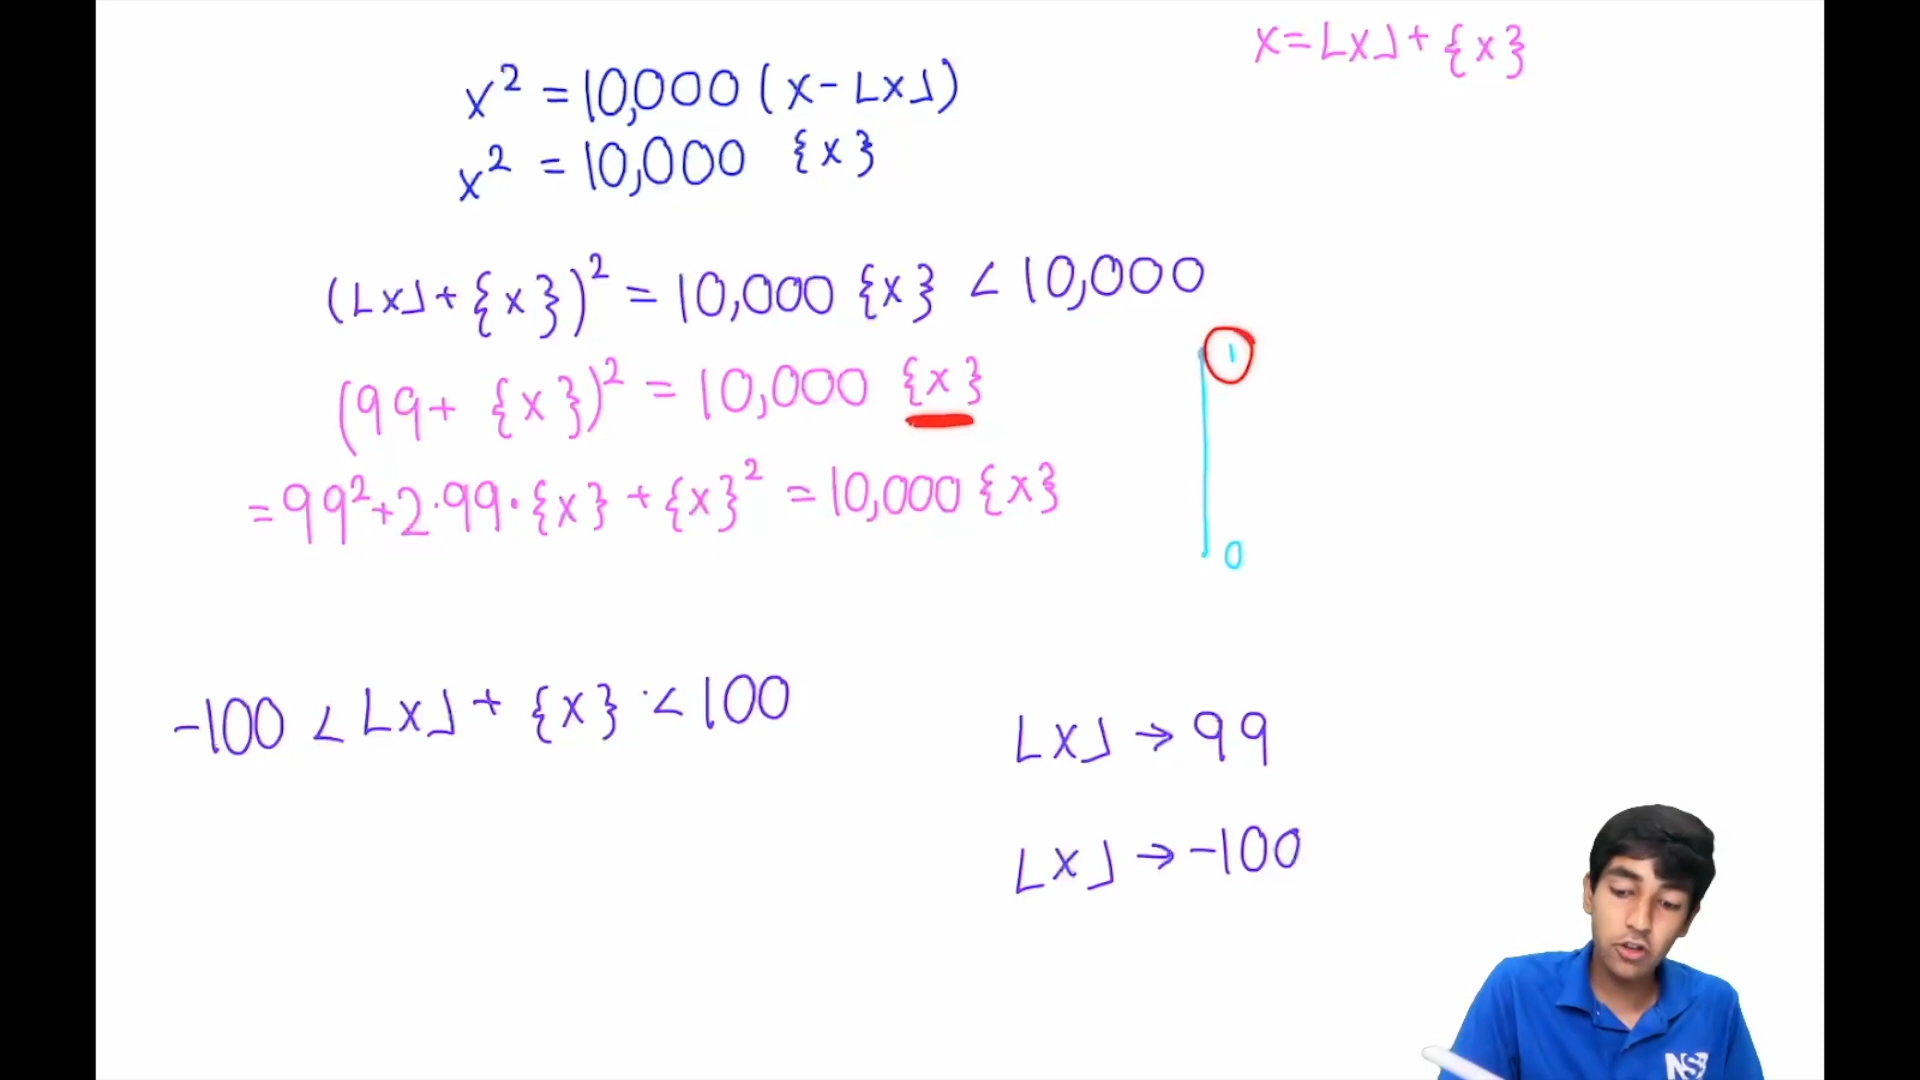 x = ⌊x⌋ + {x}
x² = 10,000 (x - ⌊x⌋)
x² = 10,000 {x}
(⌊x⌋ + {x})² = 10,000 {x} < 10,000
1
(99 + {x})² = 10,000 {x}
= 99² + 2·99·{x} + {x}² = 10,000 {x}
0
-100 < ⌊x⌋ + {x} < 100
⌊x⌋ → 99
⌊x⌋ → -100